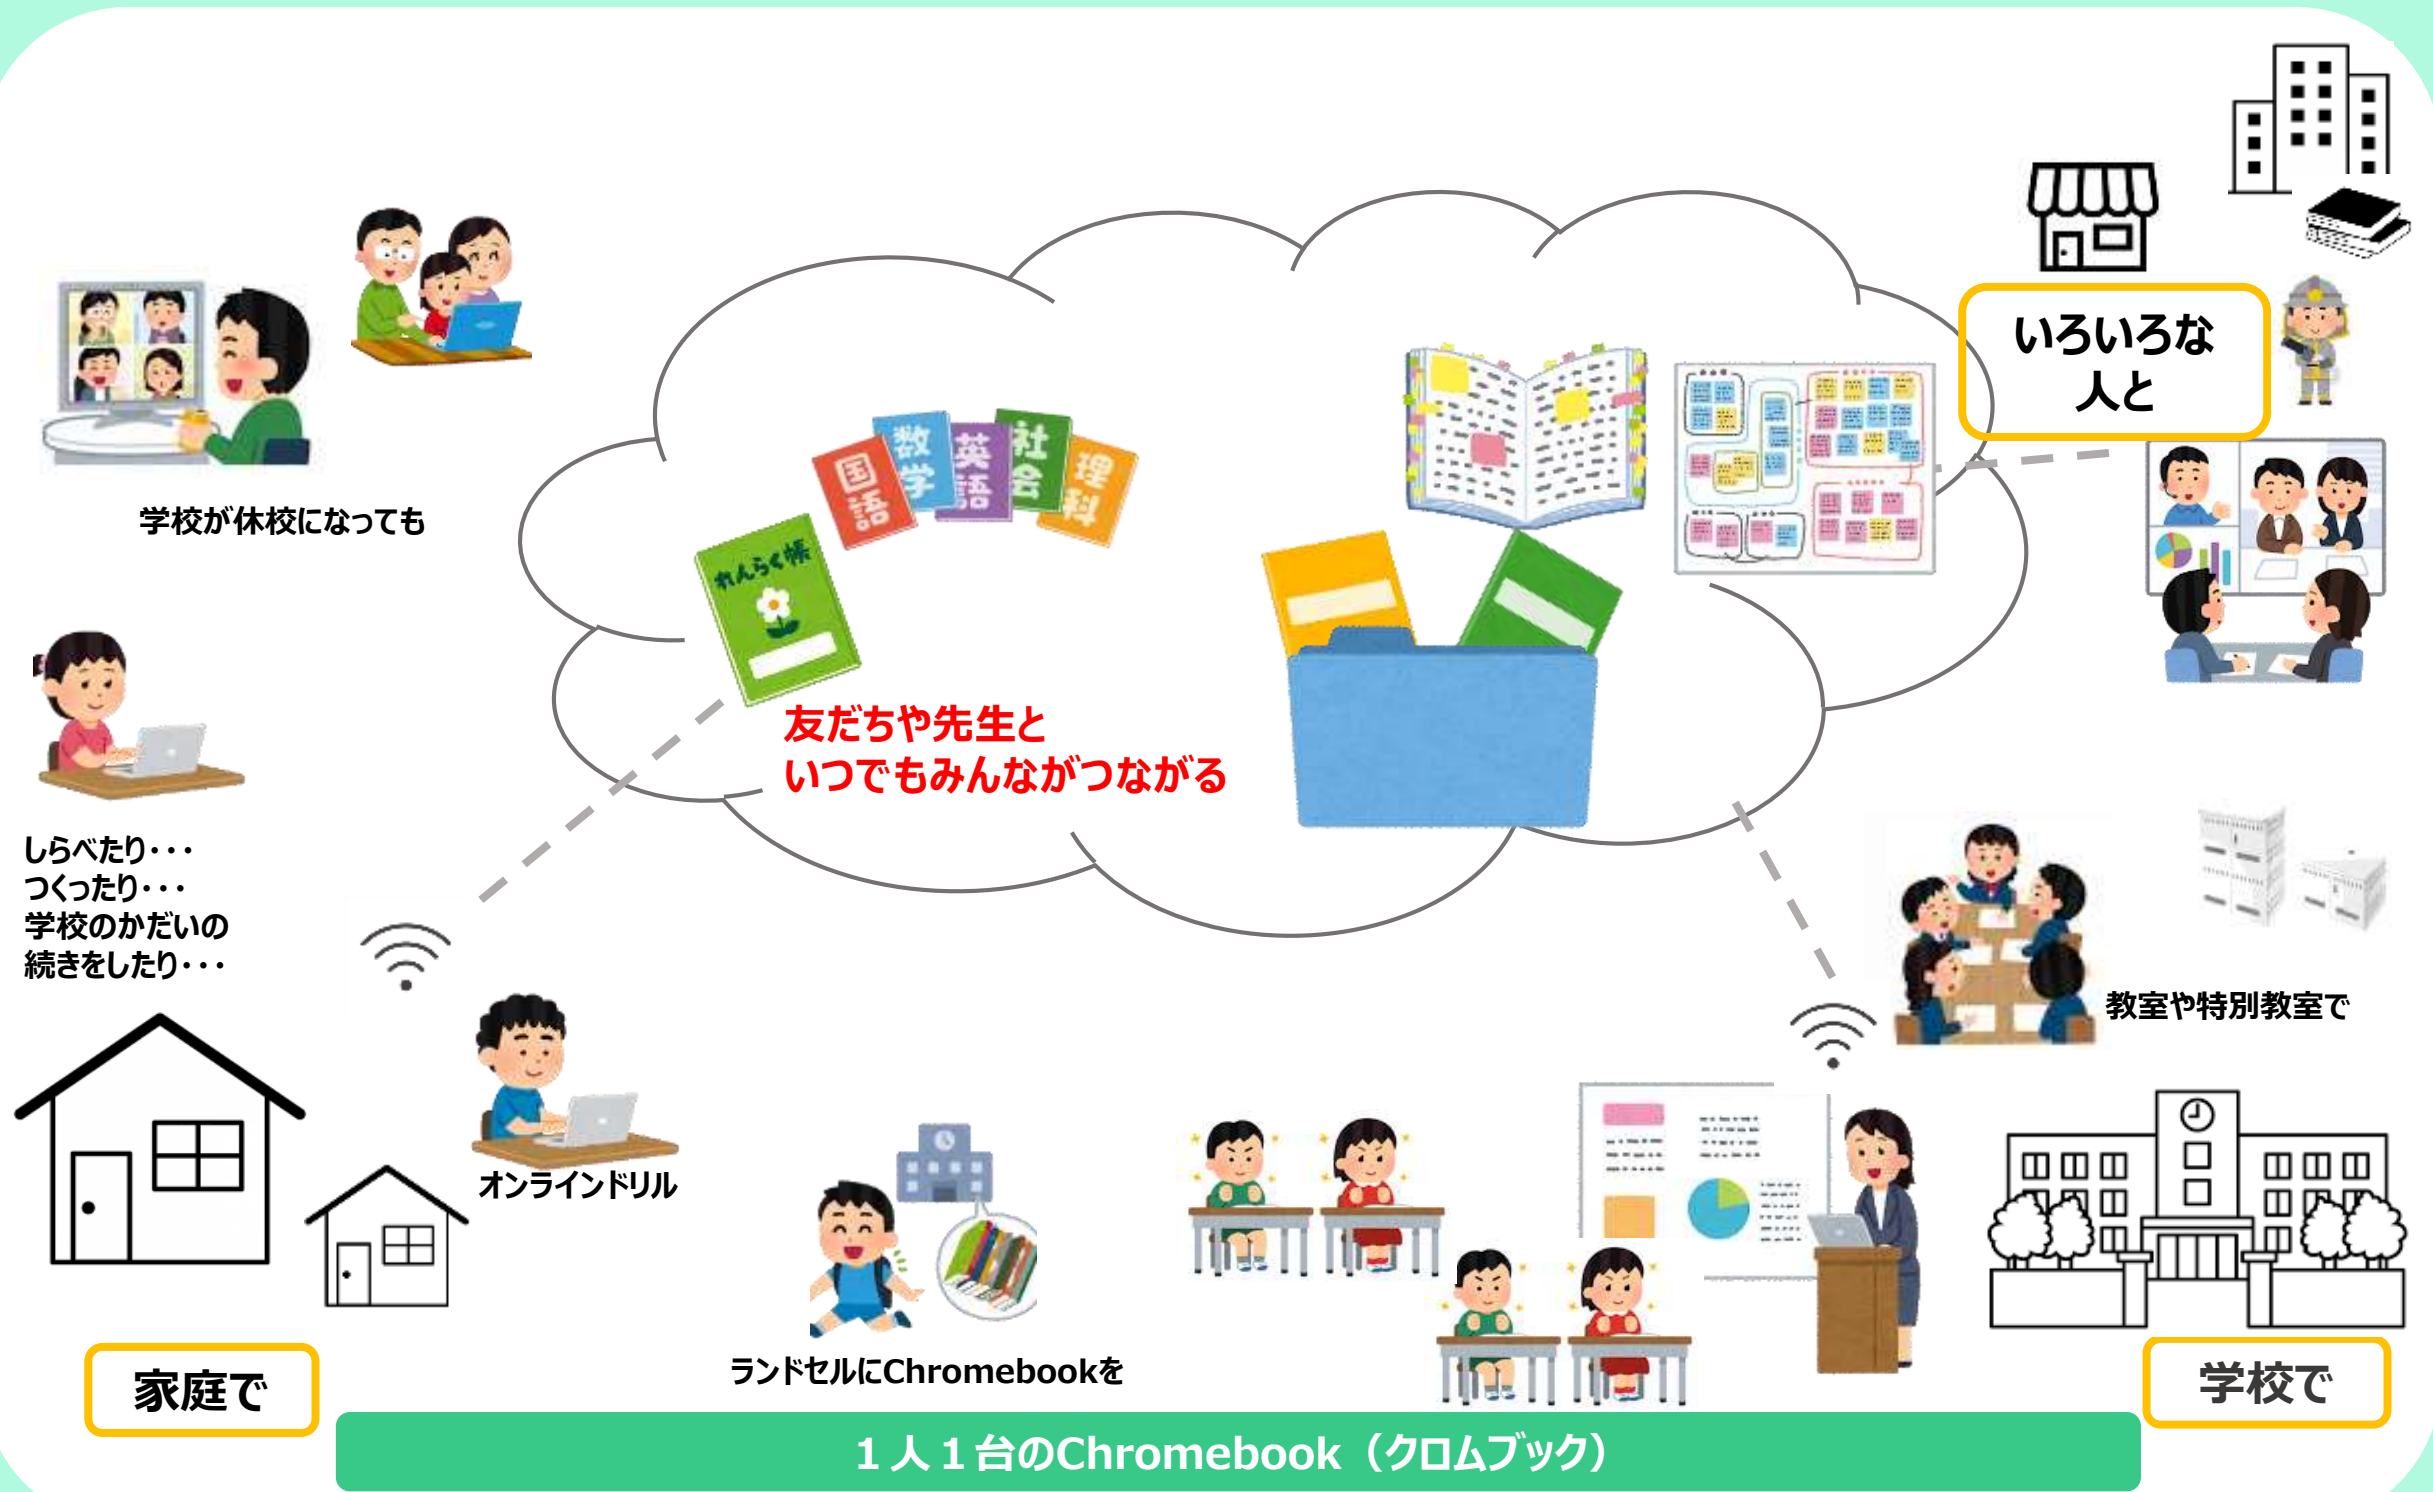 いろいろな
人と
学校が休校になっても
国語
数学
英語
社会
理科
れんらく帳
友だちや先生と
いつでもみんながつながる
しらべたり・・・
つくったり・・・
学校のかだいの
続きをしたり・・・
教室や特別教室で
オンラインドリル
ランドセルにChromebookを
家庭で
学校で
１人１台のChromebook（クロムブック）